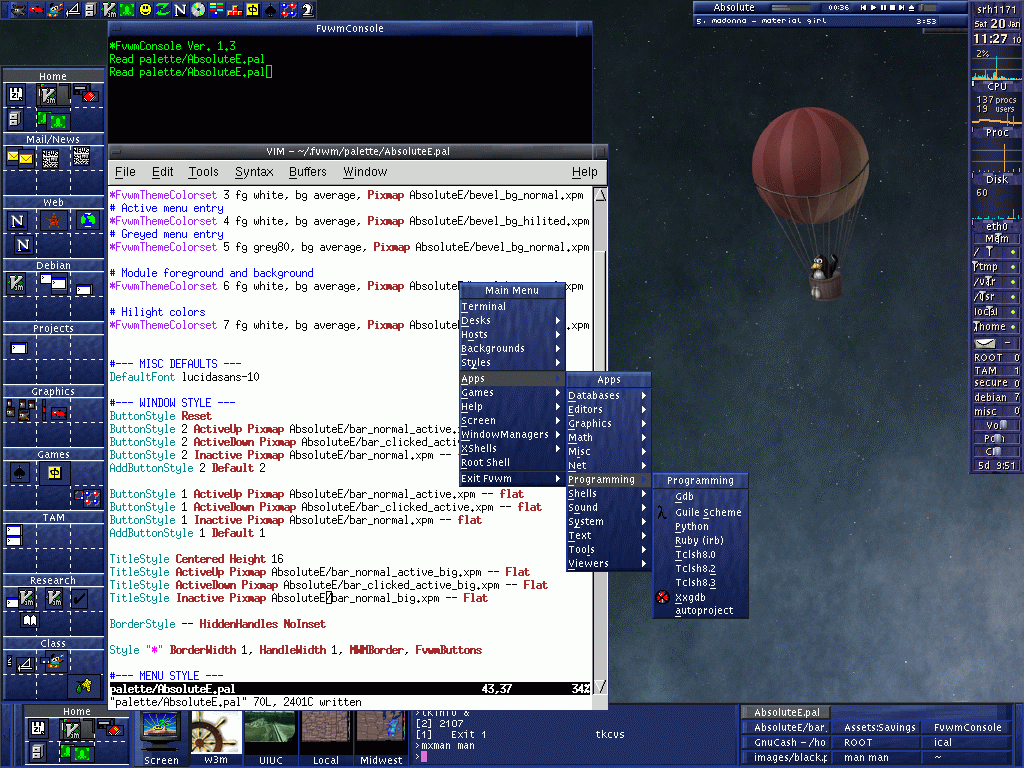 FvwmConsole
*FvwmConsole Ver. 1.3
Read palette/AbsoluteE.pal
Read palette/AbsoluteE.pal
Absolute
00:36
5. madonna - material girl
3:53
srh1171
Sat 20 Jan
11:27 10
2%
CPU
137 procs
19 users
Proc
Disk
60
eth0
Mem
/tmp
/var
/usr
local
home
ROOT 0
TAM 1
secure 0
debian 7
misc 0
5d 9:51
Home
Mail/News
Web
Debian
Projects
Graphics
Games
TAM
Research
Class
VIM - ~/.fvwm/palette/AbsoluteE.pal
File Edit Tools Syntax Buffers Window Help
*FvwmThemeColorset 3 fg white, bg average, Pixmap AbsoluteE/bevel_bg_normal.xpm
# Active menu entry
*FvwmThemeColorset 4 fg white, bg average, Pixmap AbsoluteE/bevel_bg_hilited.xpm
# Greyed menu entry
*FvwmThemeColorset 5 fg grey80, bg average, Pixmap AbsoluteE/bevel_bg_normal.xpm
# Module foreground and background
*FvwmThemeColorset 6 fg white, bg average, Pixmap AbsoluteE/
# Hilight colors
*FvwmThemeColorset 7 fg white, bg average, Pixmap Absolute
#--- MISC DEFAULTS ---
DefaultFont lucidasans-10
#--- WINDOW STYLE ---
ButtonStyle Reset
ButtonStyle 2 ActiveUp Pixmap AbsoluteE/bar_normal_active.
ButtonStyle 2 ActiveDown Pixmap AbsoluteE/bar_clicked_acti
ButtonStyle 2 Inactive Pixmap AbsoluteE/bar_normal.xpm --
AddButtonStyle 2 Default 2
ButtonStyle 1 ActiveUp Pixmap AbsoluteE/bar_normal_active.xpm -- flat
ButtonStyle 1 ActiveDown Pixmap AbsoluteE/bar_clicked_active.xpm -- flat
ButtonStyle 1 Inactive Pixmap AbsoluteE/bar_normal.xpm -- flat
AddButtonStyle 1 Default 1
TitleStyle Centered Height 16
TitleStyle ActiveUp Pixmap AbsoluteE/bar_normal_active_big.xpm -- Flat
TitleStyle ActiveDown Pixmap AbsoluteE/bar_clicked_active_big.xpm -- Flat
TitleStyle Inactive Pixmap AbsoluteE/bar_normal_big.xpm -- Flat
BorderStyle -- HiddenHandles NoInset
Style "*" BorderWidth 1, HandleWidth 1, MWMBorder, FvwmButtons
#--- MENU STYLE ---
palette/AbsoluteE.pal 43,37 34%
"palette/AbsoluteE.pal" 70L, 2401C written
Main Menu
Terminal
Desks
Hosts
Backgrounds
Styles
Apps
Games
Help
Screen
WindowManagers
XShells
Root Shell
Exit Fvwm
Apps
Databases
Editors
Graphics
Math
Misc
Net
Programming
Shells
Sound
System
Text
Tools
Viewers
Programming
Gdb
Guile Scheme
Python
Ruby (irb)
Tclsh8.0
Tclsh8.2
Tclsh8.3
Xxgdb
autoproject
Home
Screen
w3m
UIUC
Local
Midwest
[2] 2107
[1] Exit 1 tkcvs
>mxman man
>
AbsoluteE.pal
AbsoluteE/bar. Assets:Savings FvwmConsole
GnuCash - /ho ROOT ical
images/black.p man man ~